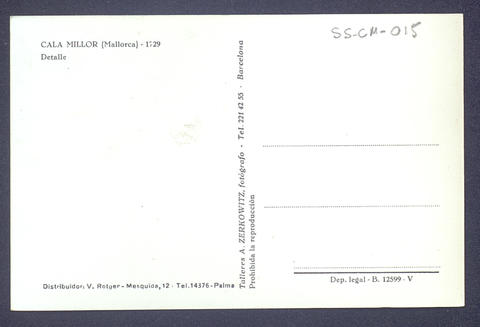 CALA MILLOR (Mallorca) - 1729
Detalle
SS-CM-015
Talleres A. ZERKOWITZ, fotógrafo - Tel. 221 42 55 - Barcelona
Prohibida la reproducción
Dep. legal - B. 12599 - V
Distribuidor: V. Rotger - Mesquida, 12 - Tel. 14376 - Palma